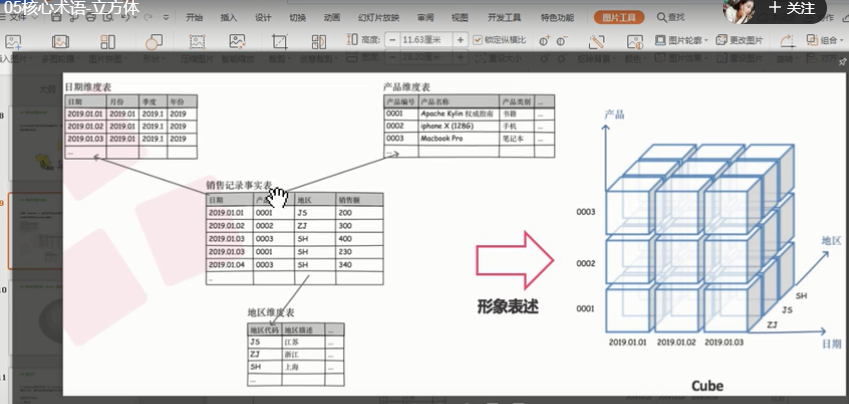 05核心术语-立方体
关注
文件 开始 插入 设计 切换 动画 幻灯片放映 审阅 视图 开发工具 特色功能 图片工具 查找
高度: 11.63厘米 锁定纵横比 图片轮廓 更改图片 组合
日期维度表
日期 月份 季度 年份
2019.01.01 2019.01 2019.1 2019
2019.01.02 2019.01 2019.1 2019
2019.01.03 2019.01 2019.1 2019
...
产品维度表
产品编号 产品名称 产品类别 ...
0001 Apache Kylin 权威指南 书籍 ...
0002 iphone X (128G) 手机 ...
0003 Macbook Pro 笔记本 ...
...
销售记录事实表
日期 地区 销售额
2019.01.01 0001 JS 200
2019.01.02 0002 ZJ 300
2019.01.03 0003 SH 400
2019.01.03 0001 SH 230
2019.01.04 0003 SH 340
..
地区维度表
地区代码 地区描述 ...
JS 江苏 ...
ZJ 浙江 ...
SH 上海 ...
...
形象表述
产品
0003
0002
0001
地区
SH
JS
ZJ
2019.01.01 2019.01.02 2019.01.03
日期
Cube
10
11